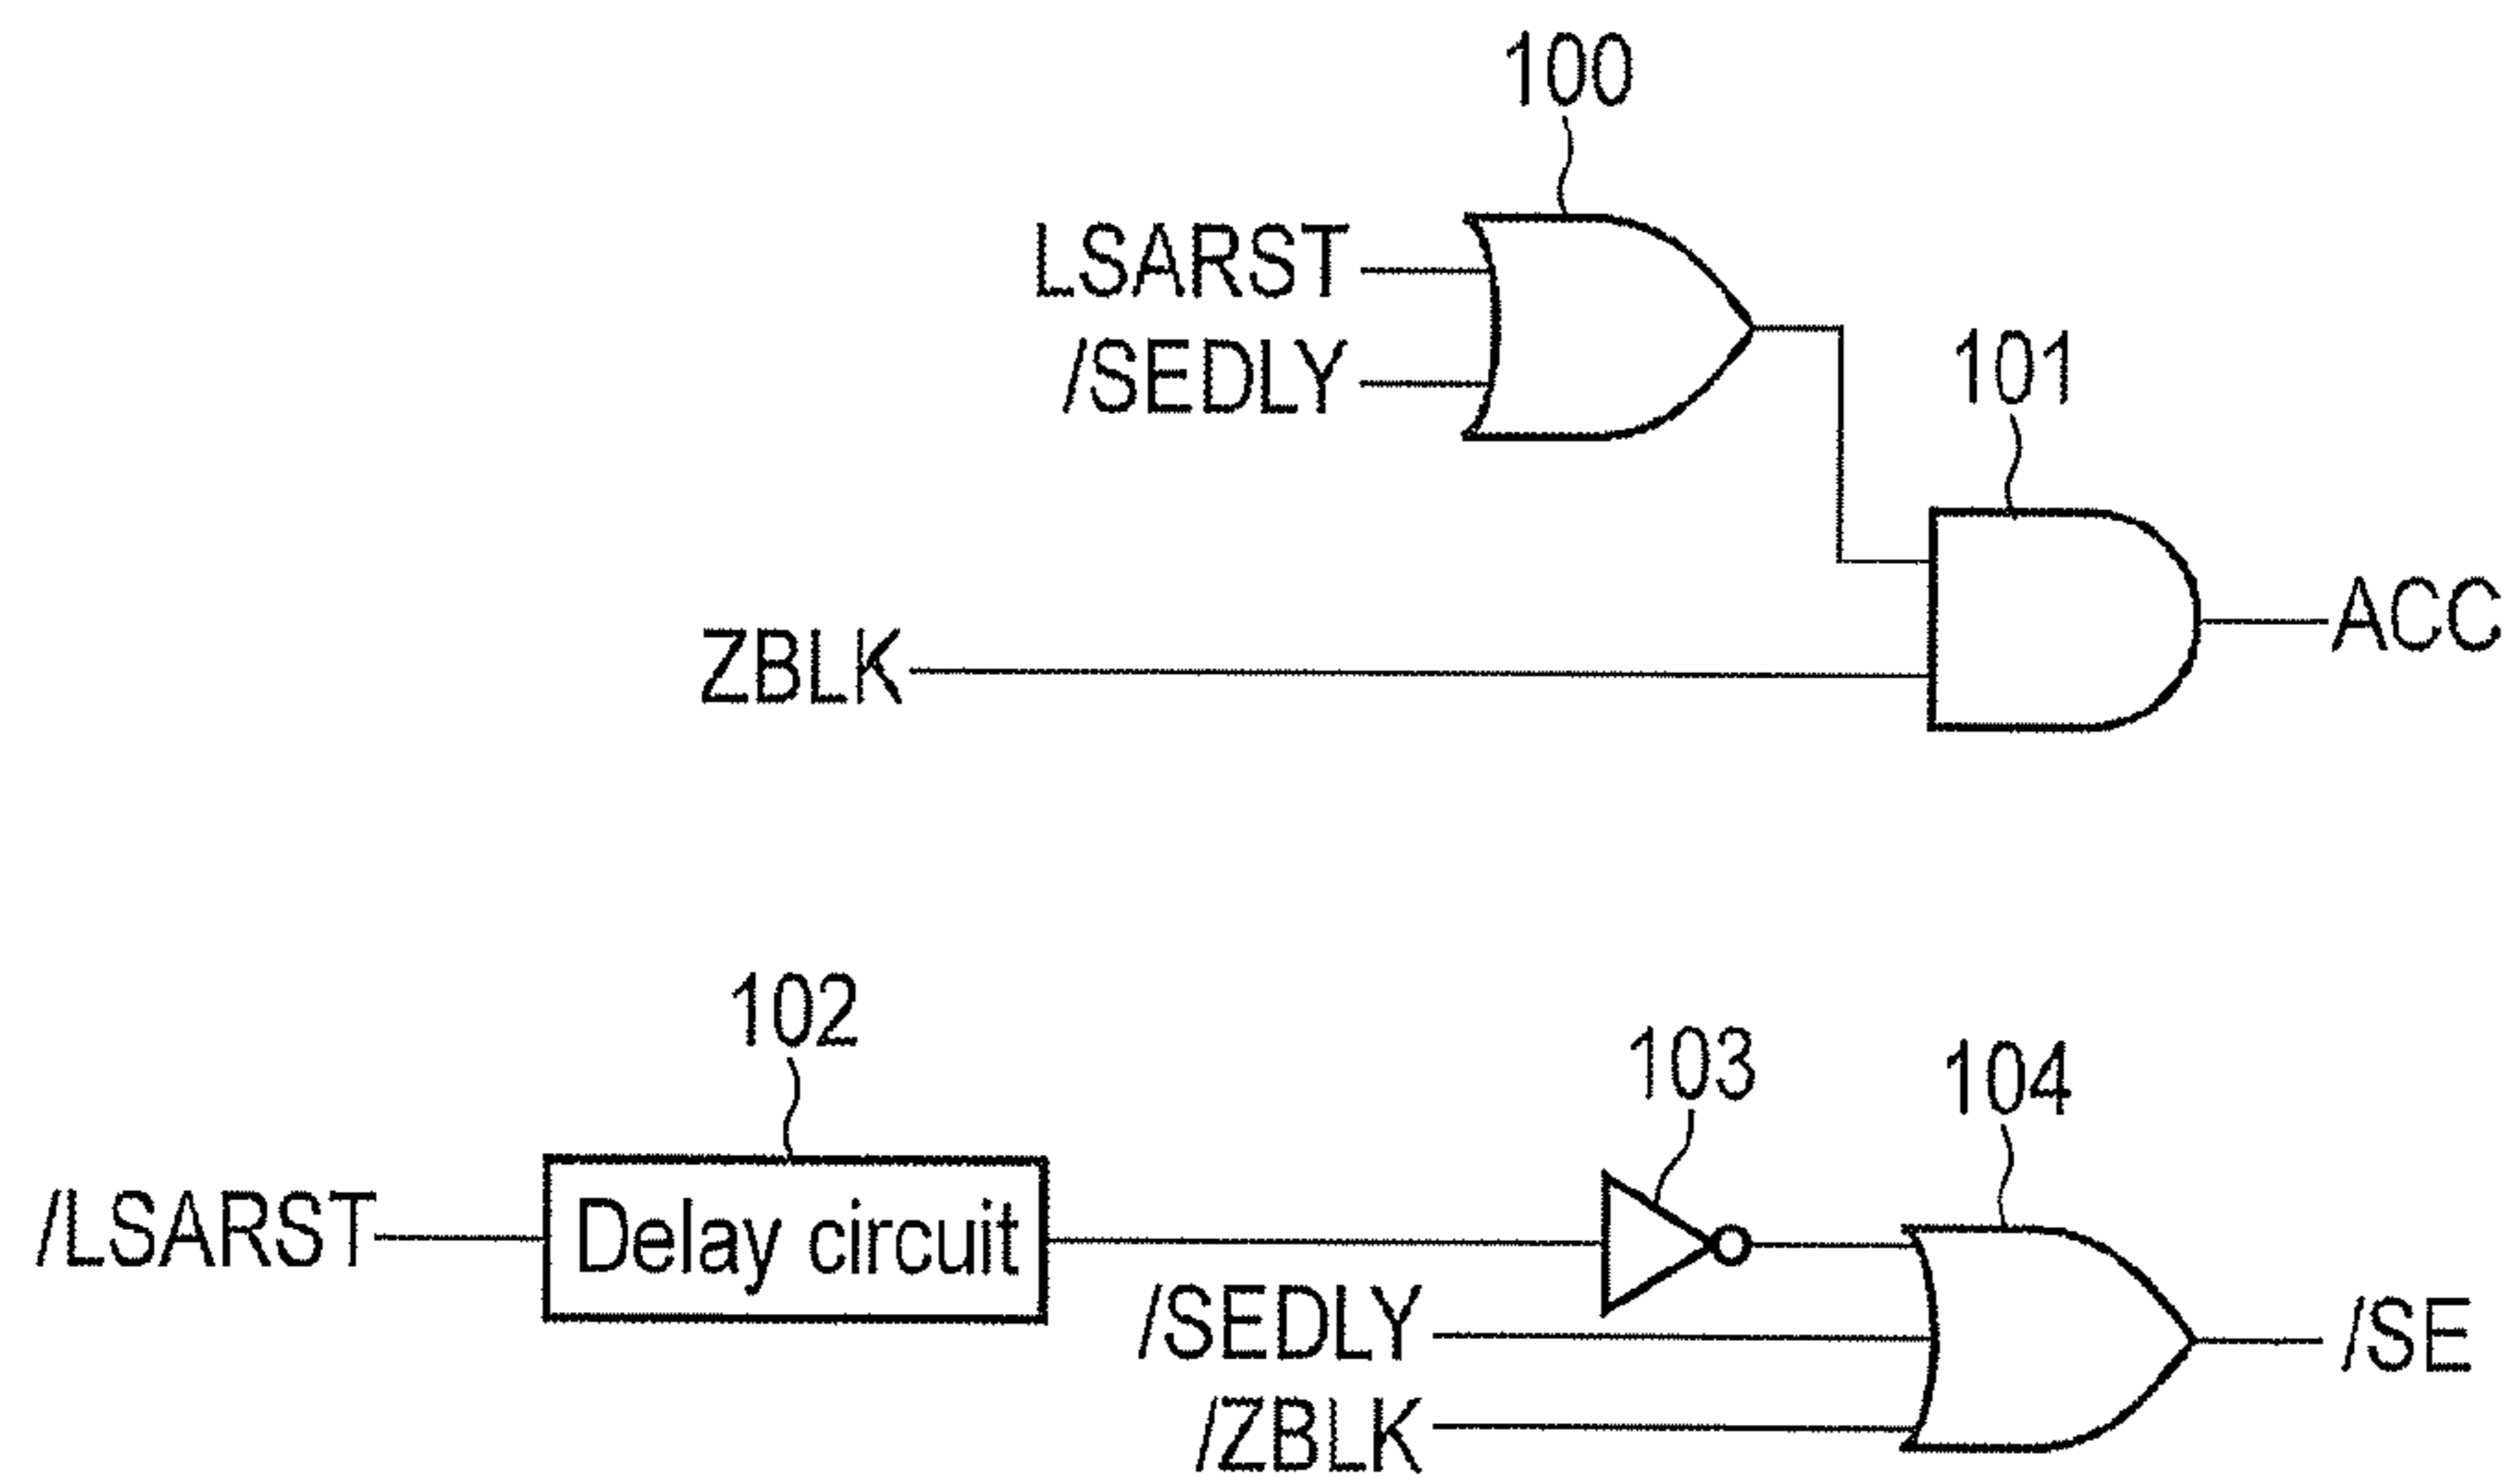 100
LSARST
/SEDLY
101
ZBLK
ACC
102
103
104
/LSARST
Delay circuit
/SEDLY
/ZBLK
/SE